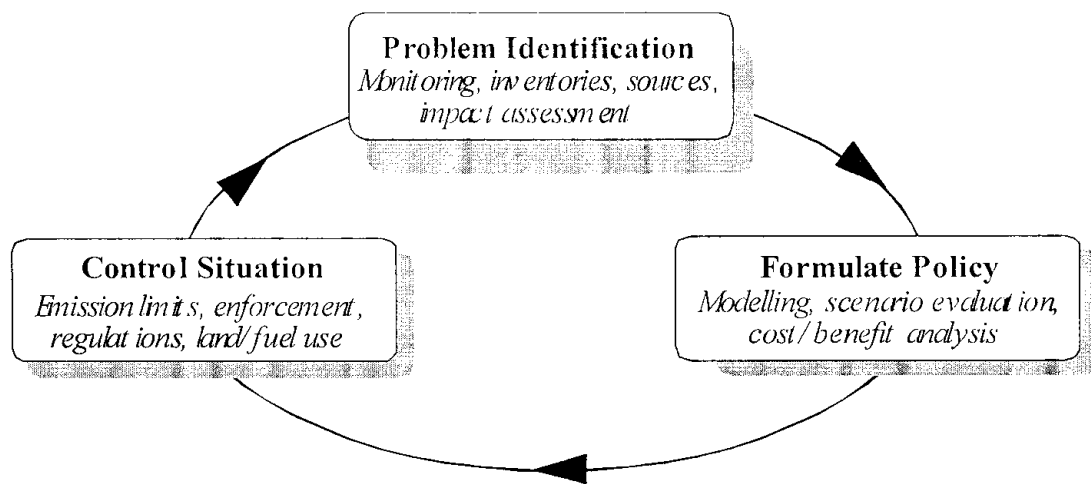 Problem Identification
Monitoring, inventories, sources,
impact assessment
Control Situation
Emission limits, enforcement,
regulations, land/fuel use
Formulate Policy
Modelling, scenario evaluation,
cost/benefit analysis